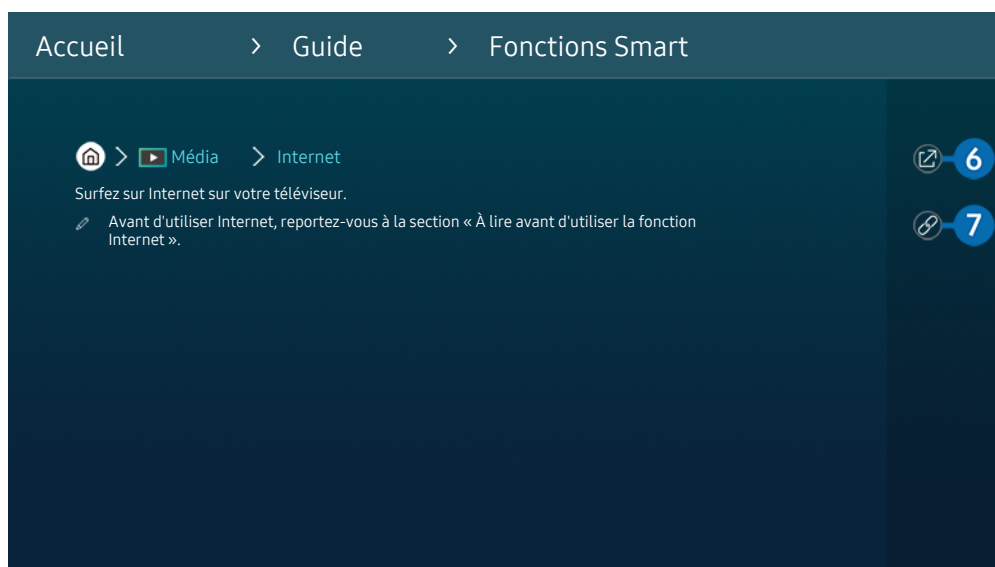 Accueil > Guide > Fonctions Smart
> Média > Internet
6
Surfez sur Internet sur votre téléviseur.
7
Avant d'utiliser Internet, reportez-vous à la section « À lire avant d'utiliser la fonction
Internet ».